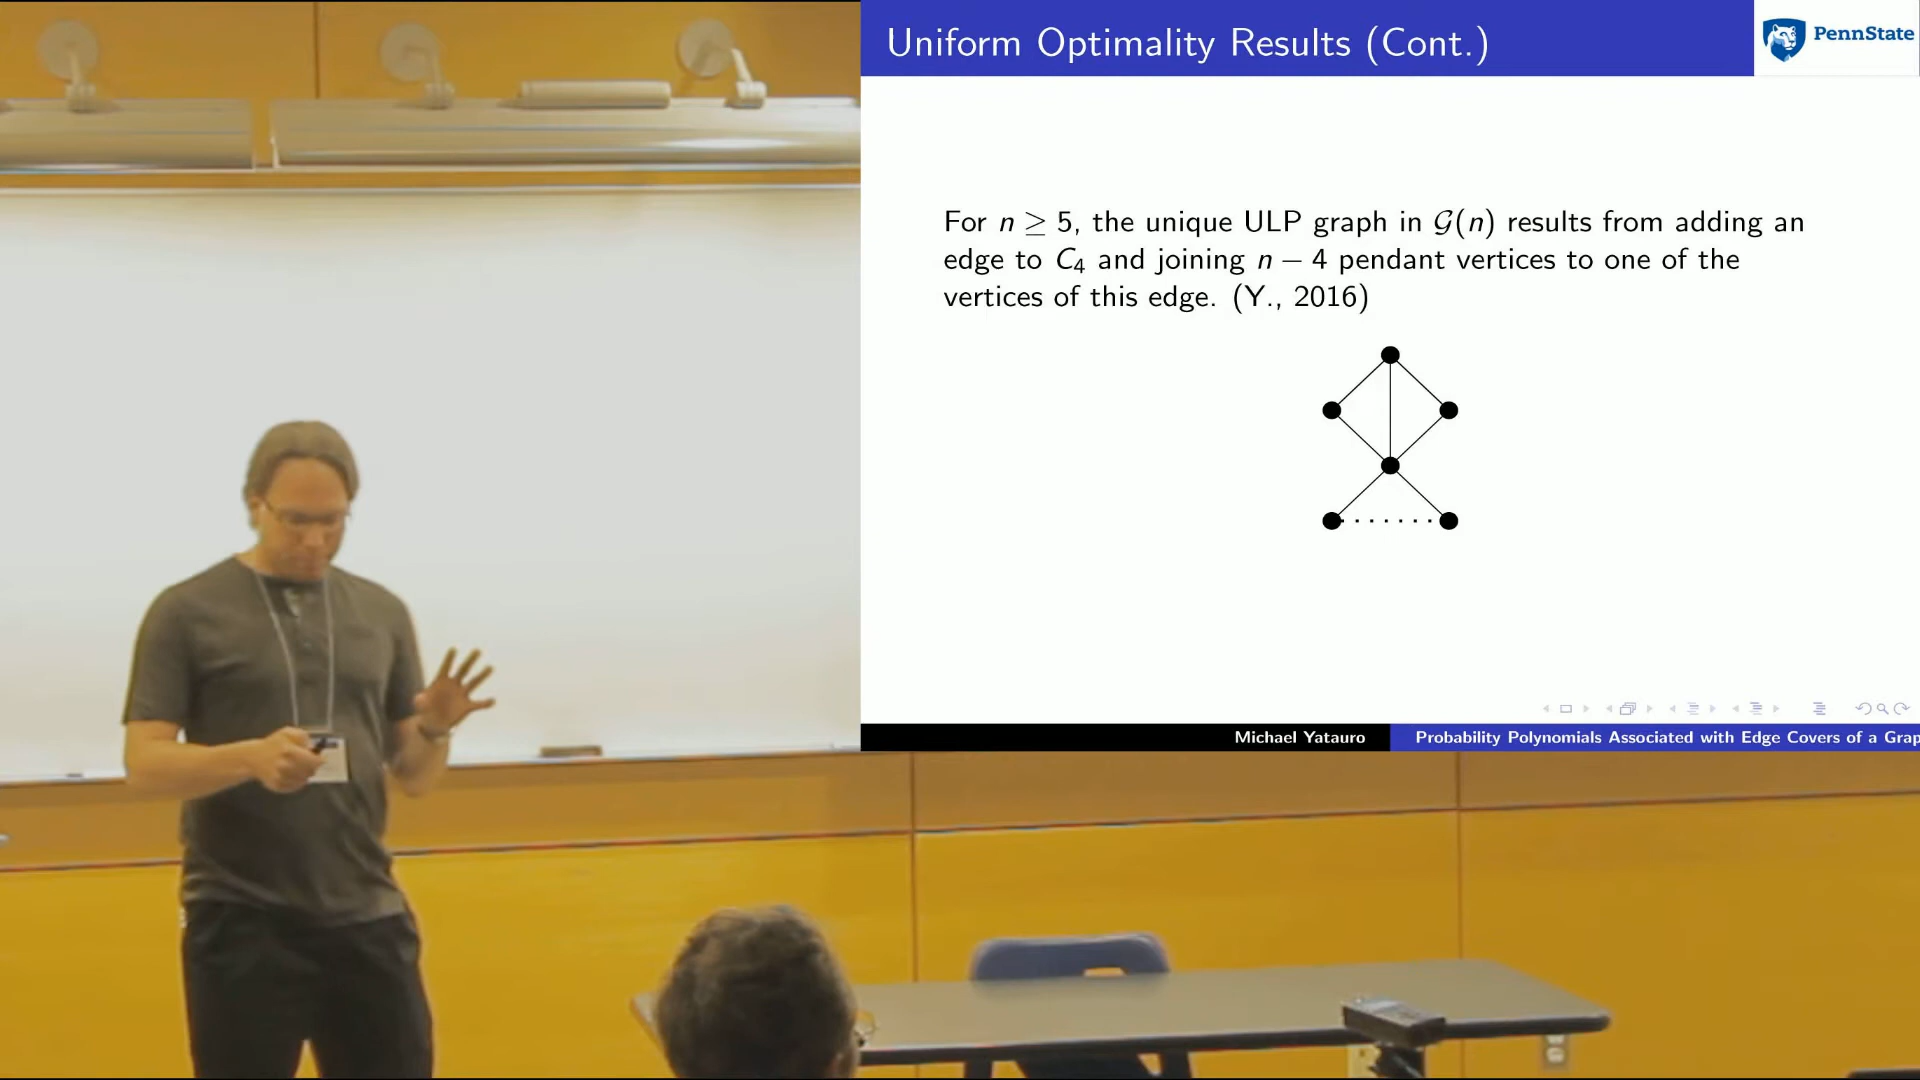 Uniform Optimality Results (Cont.)
PennState
For n ≥ 5, the unique ULP graph in 𝒢(n) results from adding an
edge to C₄ and joining n − 4 pendant vertices to one of the
vertices of this edge. (Y., 2016)
Michael Yatauro
Probability Polynomials Associated with Edge Covers of a Grap